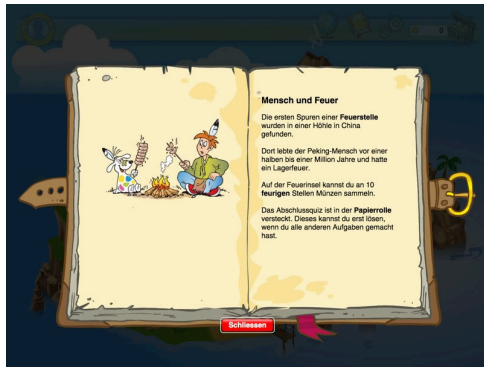 Mensch und Feuer
Die ersten Spuren einer Feuerstelle
wurden in einer Höhle in China
gefunden.
Dort lebte der Peking-Mensch vor einer
halben bis einer Million Jahre und hatte
ein Lagerfeuer.
Auf der Feuerinsel kannst du an 10
feurigen Stellen Münzen sammeln.
Das Abschlussquiz ist in der Papierrolle
versteckt. Dieses kannst du erst lösen,
wenn du alle anderen Aufgaben gemacht
hast.
Schliessen